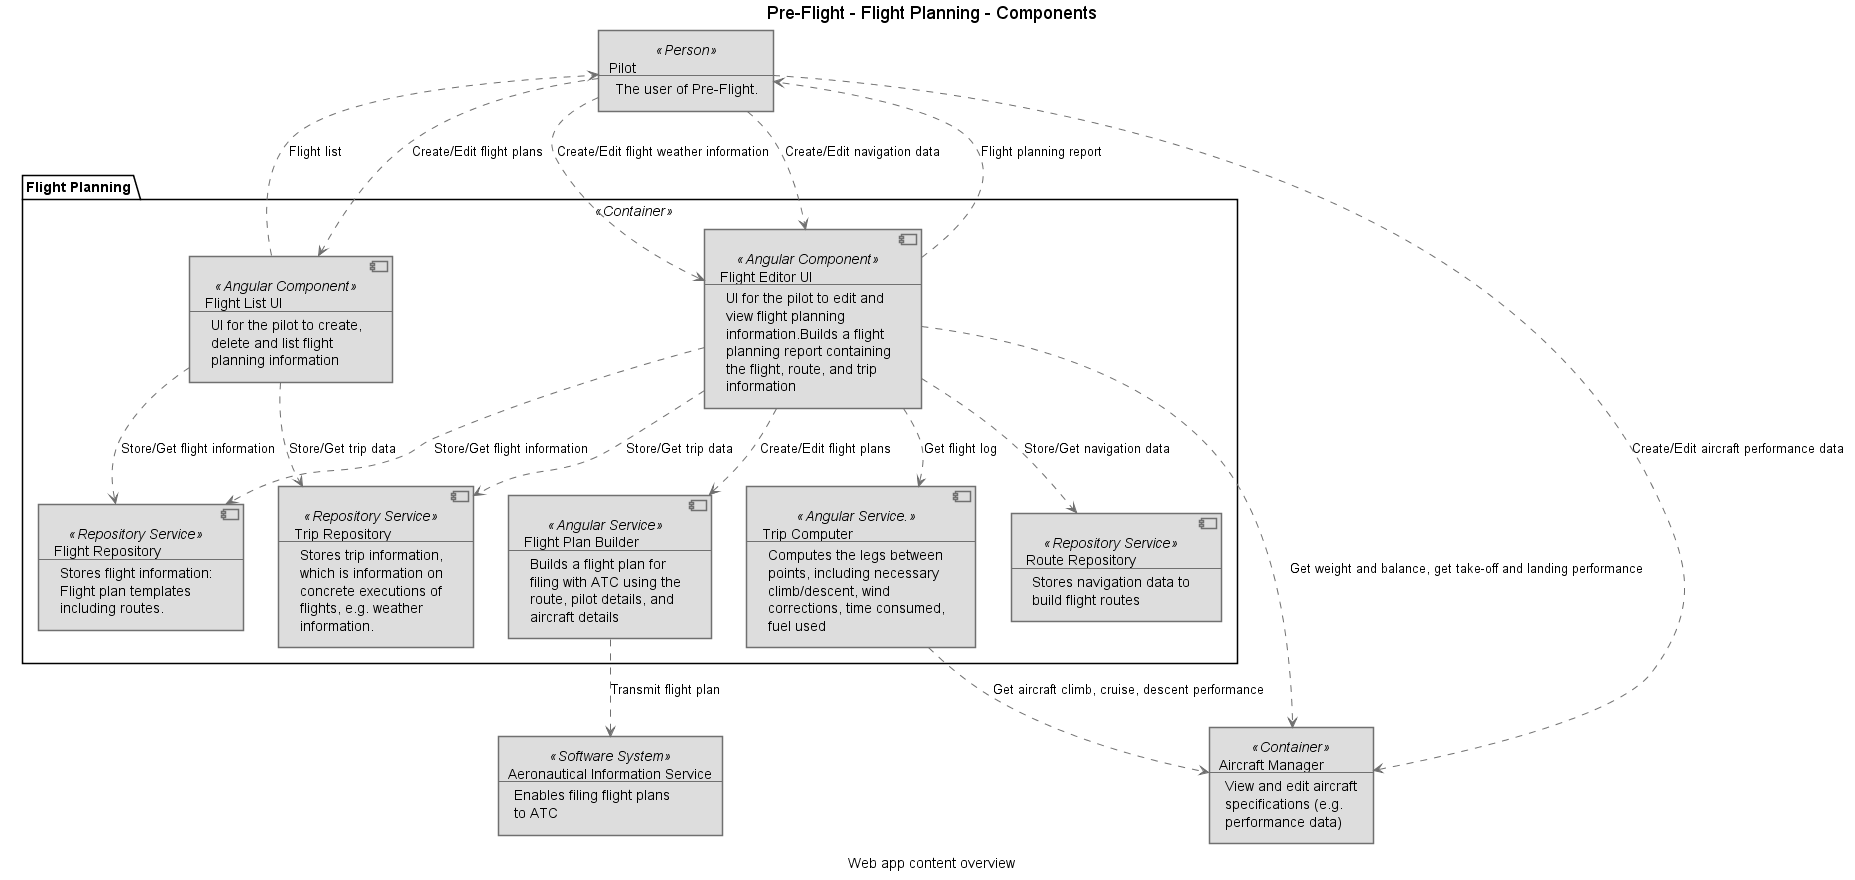 Pre-Flight - Flight Planning - Components
«Person»
Pilot
The user of Pre-Flight.
Flight list
Create/Edit flight plans
Create/Edit flight weather information
Create/Edit navigation data
Flight planning report
Flight Planning
«Container»
«Angular Component»
Flight List UI
UI for the pilot to create,
delete and list flight
planning information
«Angular Component»
Flight Editor UI
UI for the pilot to edit and
view flight planning
information.Builds a flight
planning report containing
the flight, route, and trip
information
Store/Get flight information
Store/Get trip data
Store/Get flight information
Store/Get trip data
Create/Edit flight plans
Get flight log
Store/Get navigation data
Create/Edit aircraft performance data
«Repository Service»
Flight Repository
Stores flight information:
Flight plan templates
including routes.
«Repository Service»
Trip Repository
Stores trip information,
which is information on
concrete executions of
flights, e.g. weather
information.
«Angular Service»
Flight Plan Builder
Builds a flight plan for
filing with ATC using the
route, pilot details, and
aircraft details
«Angular Service.»
Trip Computer
Computes the legs between
points, including necessary
climb/descent, wind
corrections, time consumed,
fuel used
«Repository Service»
Route Repository
Stores navigation data to
build flight routes
Get weight and balance, get take-off and landing performance
Transmit flight plan
Get aircraft climb, cruise, descent performance
«Software System»
Aeronautical Information Service
Enables filing flight plans
to ATC
«Container»
Aircraft Manager
View and edit aircraft
specifications (e.g.
performance data)
Web app content overview